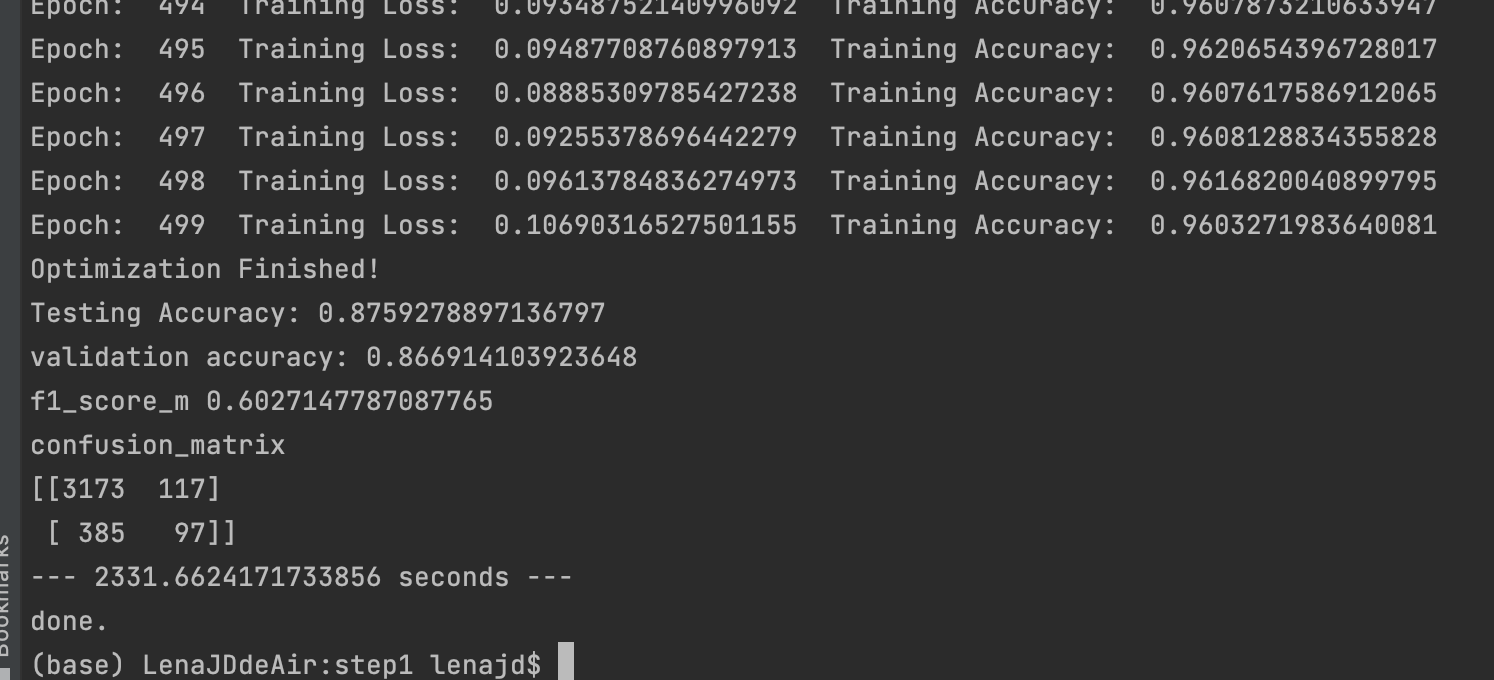 Epoch:  494  Training Loss:  0.09348752140996092  Training Accuracy:  0.9607873210633947
Epoch:  495  Training Loss:  0.09487708760897913  Training Accuracy:  0.9620654396728017
Epoch:  496  Training Loss:  0.08885309785427238  Training Accuracy:  0.9607617586912065
Epoch:  497  Training Loss:  0.09255378696442279  Training Accuracy:  0.9608128834355828
Epoch:  498  Training Loss:  0.09613784836274973  Training Accuracy:  0.9616820040899795
Epoch:  499  Training Loss:  0.10690316527501155  Training Accuracy:  0.9603271983640081
Optimization Finished!
Testing Accuracy: 0.8759278897136797
validation accuracy: 0.866914103923648
f1_score_m 0.6027147787087765
confusion_matrix
[[3173  117]
 [ 385   97]]
--- 2331.6624171733856 seconds ---
done.
(base) LenaJDdeAir:step1 lenajd$
Bookmarks